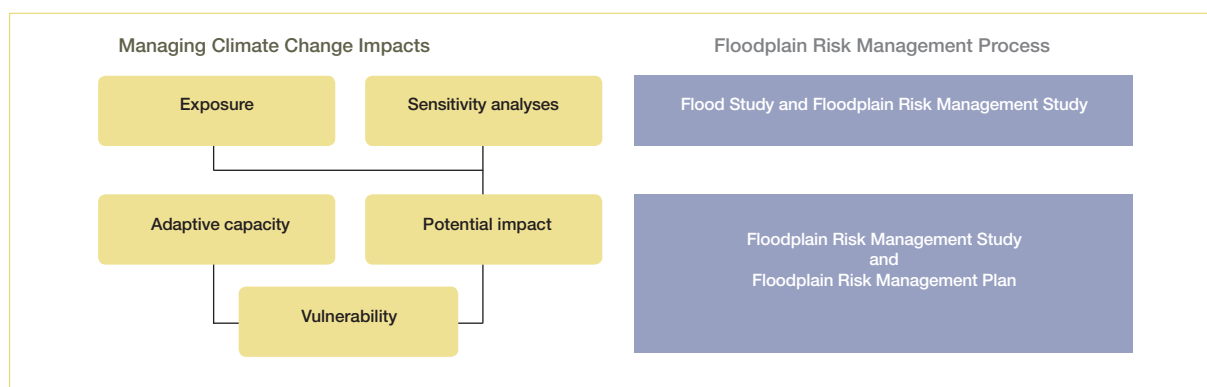 Managing Climate Change Impacts
Floodplain Risk Management Process
Exposure
Sensitivity analyses
Flood Study and Floodplain Risk Management Study
Adaptive capacity
Potential impact
Vulnerability
Floodplain Risk Management Study
and
Floodplain Risk Management Plan